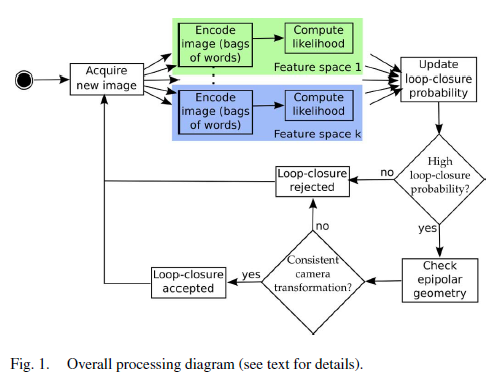 Encode
image (bags
of words)
Compute
likelihood
Feature space 1
Acquire
new image
Update
loop-closure
probability
Encode
image (bags
of words)
Compute
likelihood
Feature space k
High
loop-closure
probability?
no
Loop-closure
rejected
yes
no
Check
epipolar
geometry
Consistent
camera
transformation?
yes
Loop-closure
accepted
Fig. 1. Overall processing diagram (see text for details).